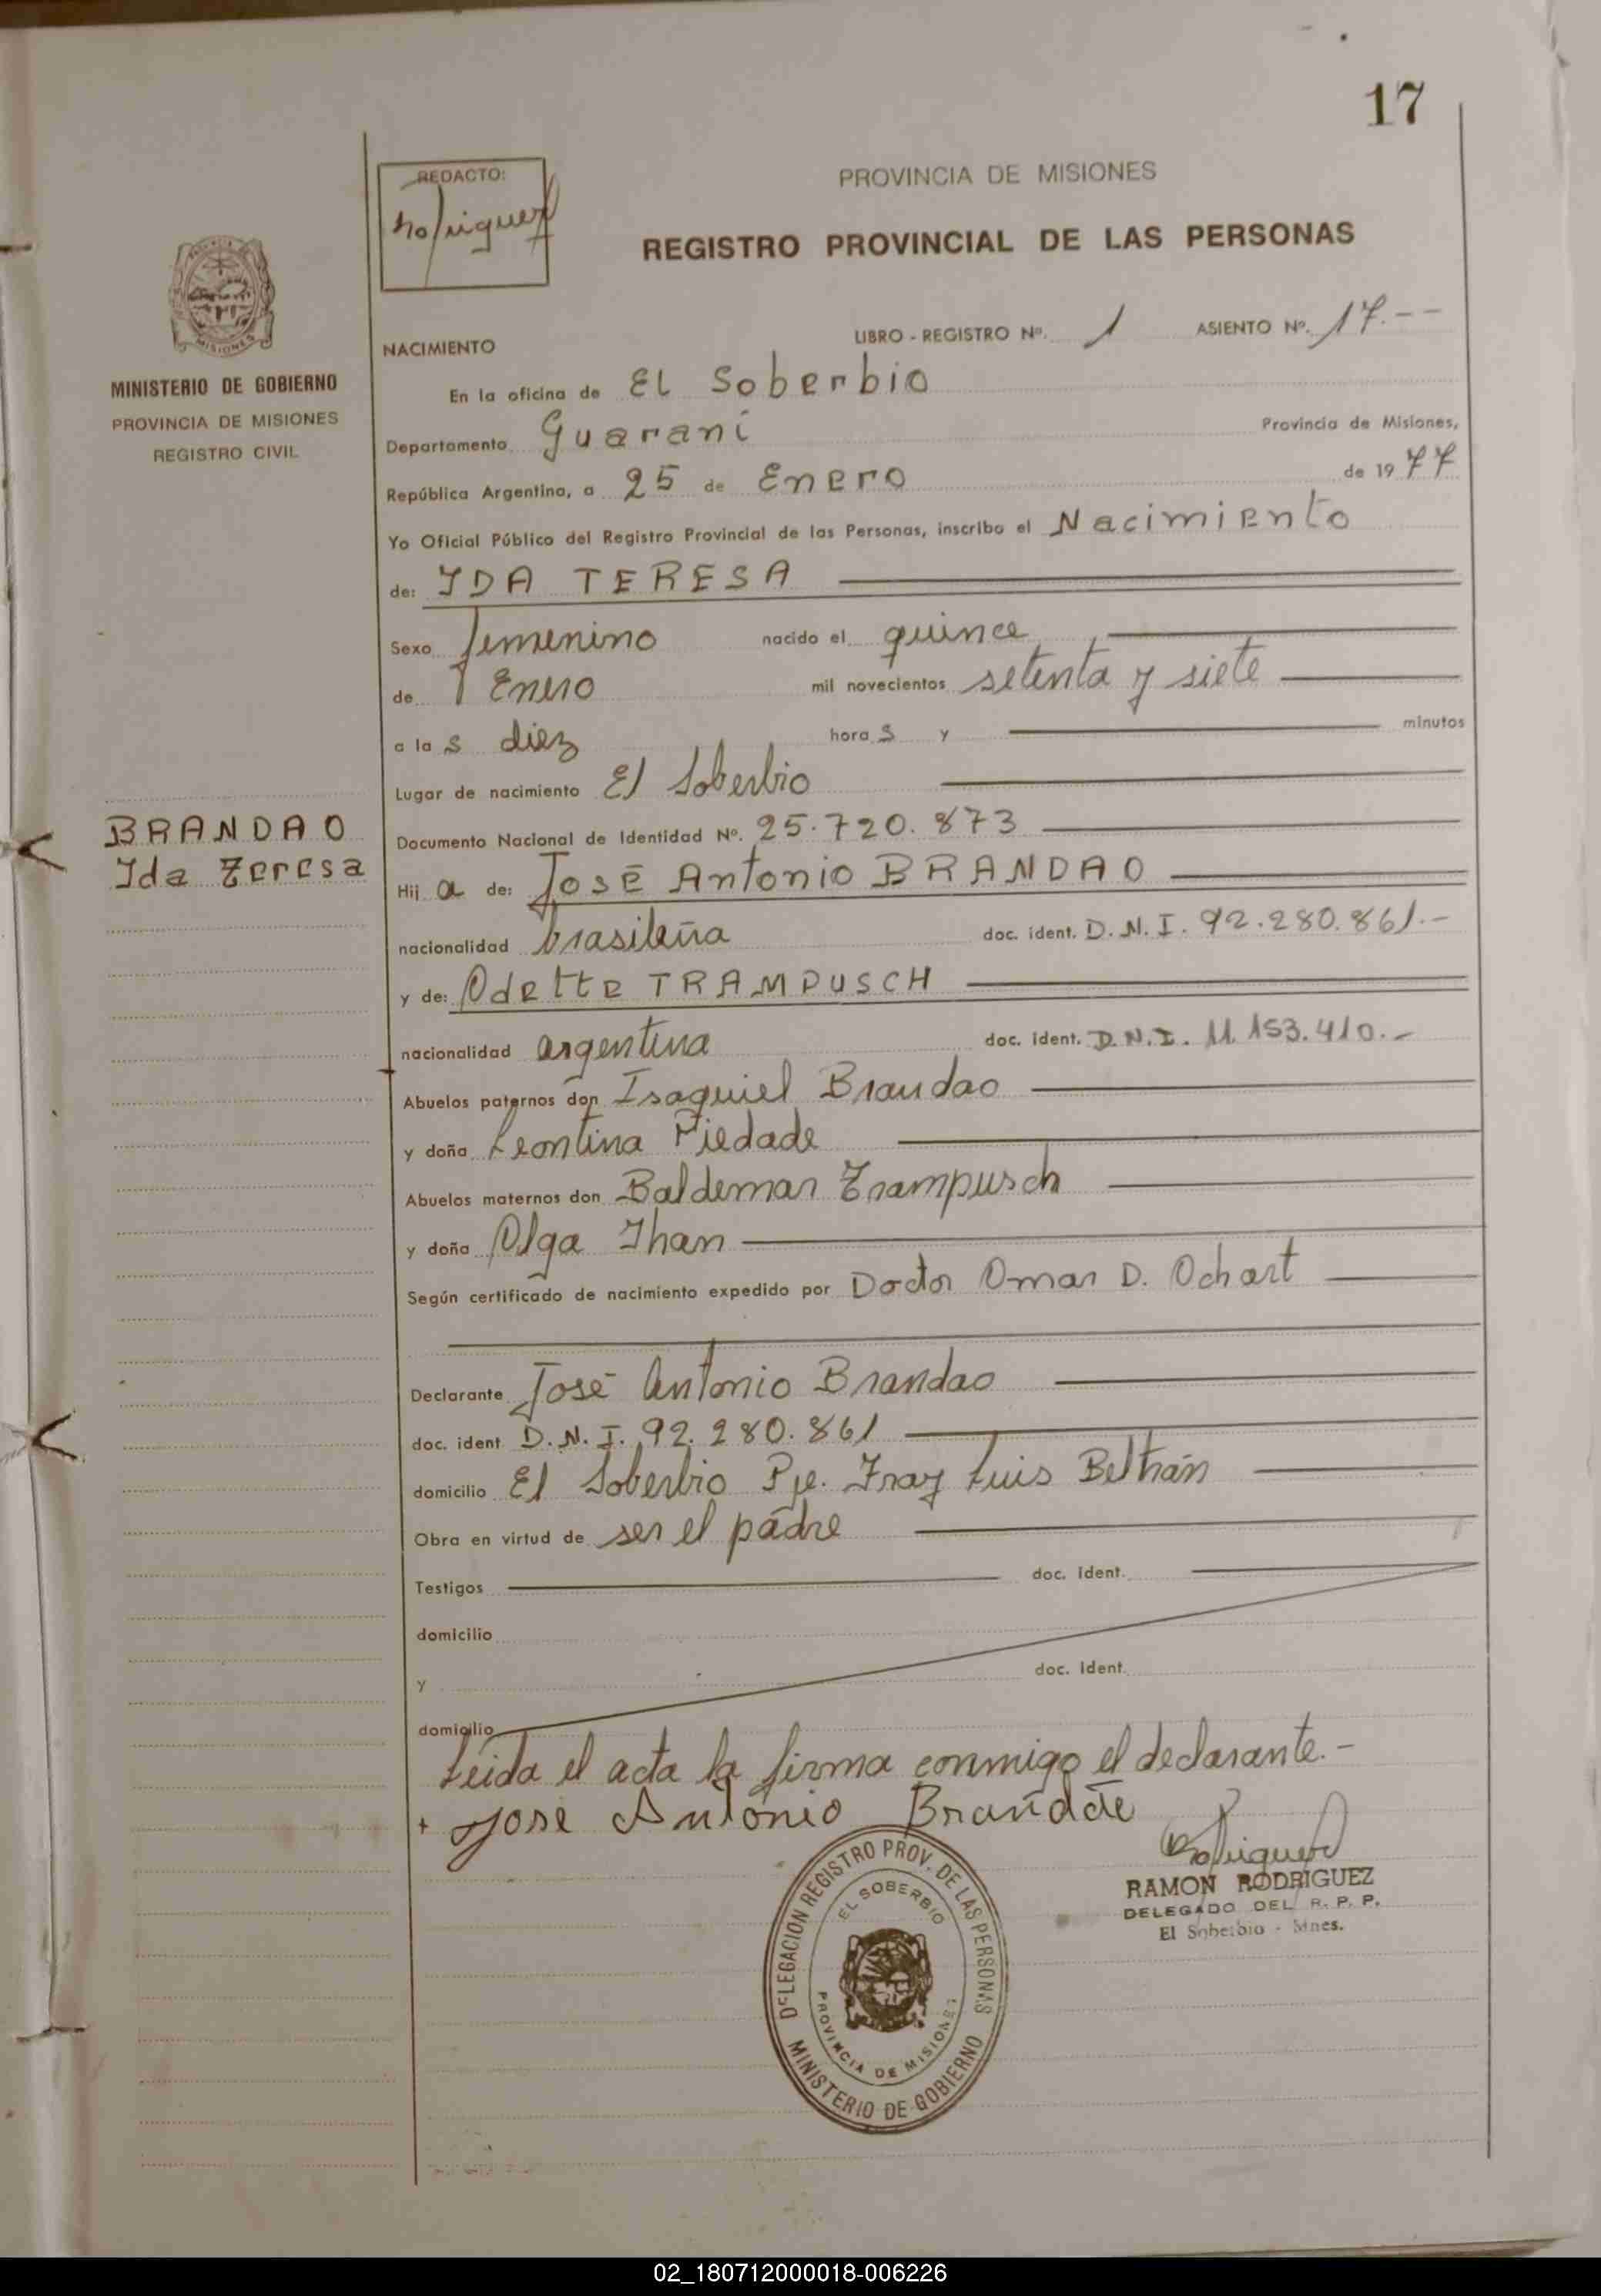 17
REDACTO:
Rodriguez
PROVINCIA DE MISIONES
REGISTRO PROVINCIAL DE LAS PERSONAS
MISIONES
MINISTERIO DE GOBIERNO
PROVINCIA DE MISIONES
REGISTRO CIVIL
NACIMIENTO LIBRO - REGISTRO Nº. 1 ASIENTO Nº. 17.--
En la oficina de El Soberbio
Departamento Guaraní Provincia de Misiones,
República Argentina, a 25 de Enero de 1977
Yo Oficial Público del Registro Provincial de las Personas, inscribo el Nacimiento
de: IDA TERESA
Sexo femenino nacido el quince
de Enero mil novecientos setenta y siete
a la s diez hora s y minutos
Lugar de nacimiento El Soberbio
BRANDAO
Ida Teresa
Documento Nacional de Identidad Nº. 25.720.873
Hij a de: José Antonio BRANDAO
nacionalidad brasileña doc. ident. D.N.I. 92.280.861.-
y de: Odette TRAMPUSCH
nacionalidad argentina doc. ident. D.N.I. 11.153.410.-
Abuelos paternos don Isaquiel Brandao
y doña Leontina Piedade
Abuelos maternos don Baldemar Trampusch
y doña Olga Ihan
Según certificado de nacimiento expedido por Doctor Omar D. Ochart
Declarante José Antonio Brandao
doc. ident D.N.I. 92.280.861
domicilio El Soberbio Pje. Fray Luis Beltrán
Obra en virtud de ser el padre
Testigos doc. ident.
domicilio
y doc. ident.
domicilio
Leida el acta la firma conmigo el declarante.-
+ Jose Antonio Brandão
Rodriguez
RAMON RODRIGUEZ
DELEGADO DEL R. P. P.
El Soberbio - Mnes.
DELEGACION REGISTRO PROV. DE LAS PERSONAS
EL SOBERBIO
PROVINCIA DE MISIONES
MINISTERIO DE GOBIERNO
02_180712000018-006226